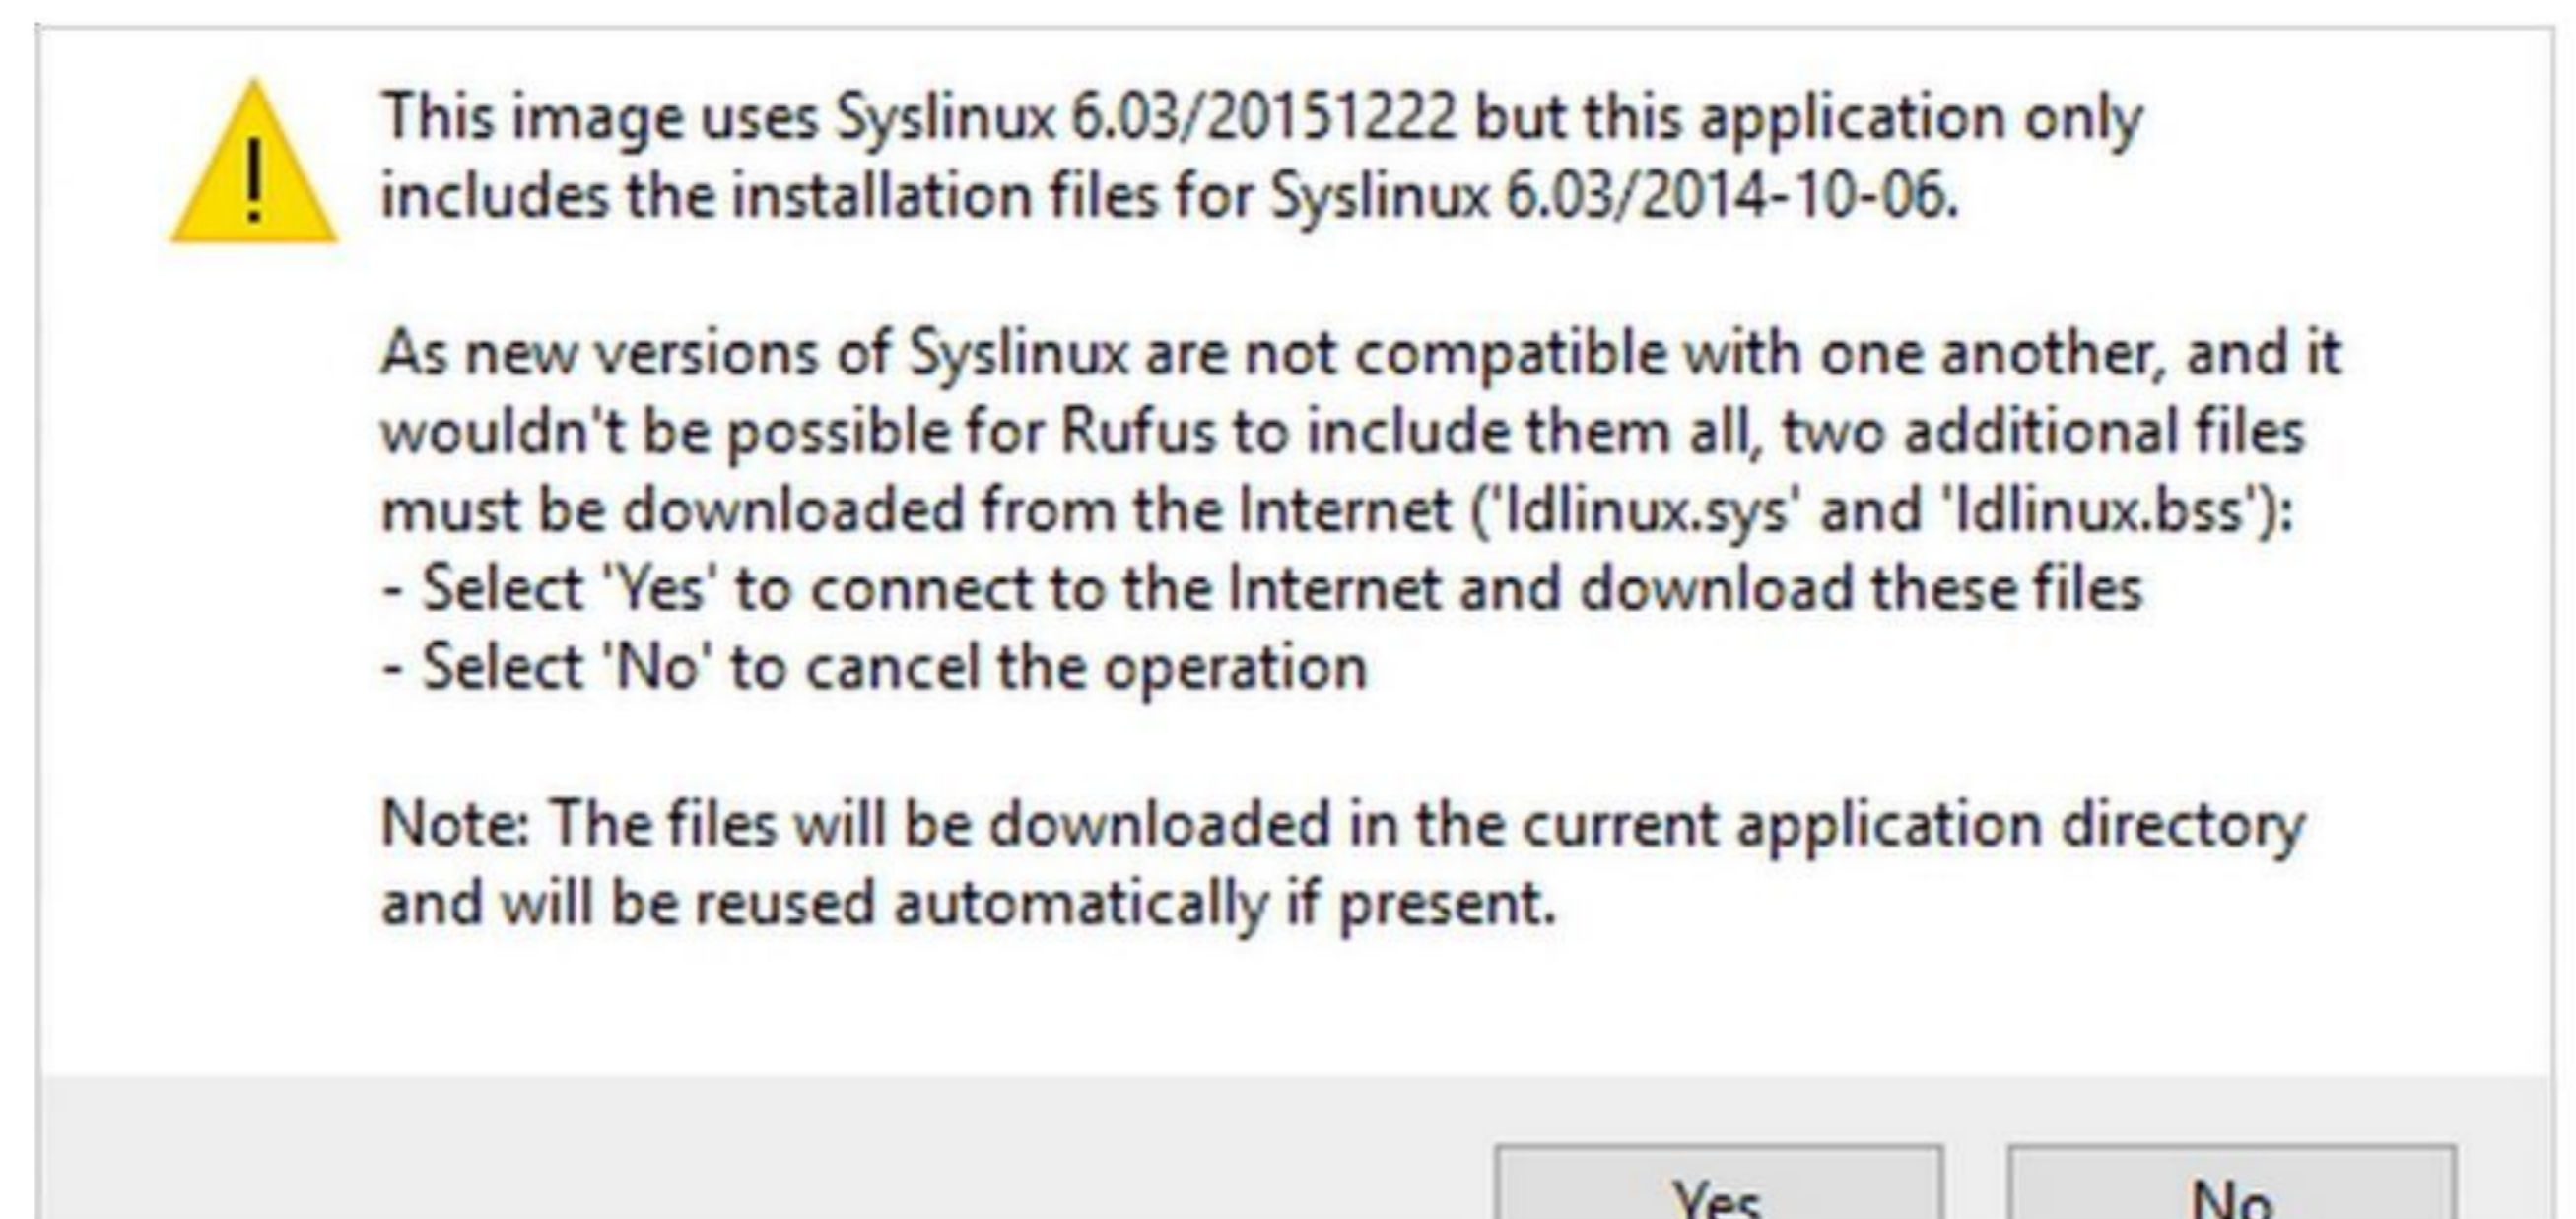 This image uses Syslinux 6.03/20151222 but this application only
includes the installation files for Syslinux 6.03/2014-10-06.
As new versions of Syslinux are not compatible with one another, and it
wouldn't be possible for Rufus to include them all, two additional files
must be downloaded from the Internet ('ldlinux.sys' and 'ldlinux.bss'):
- Select 'Yes' to connect to the Internet and download these files
- Select 'No' to cancel the operation
Note: The files will be downloaded in the current application directory
and will be reused automatically if present.
Yes No